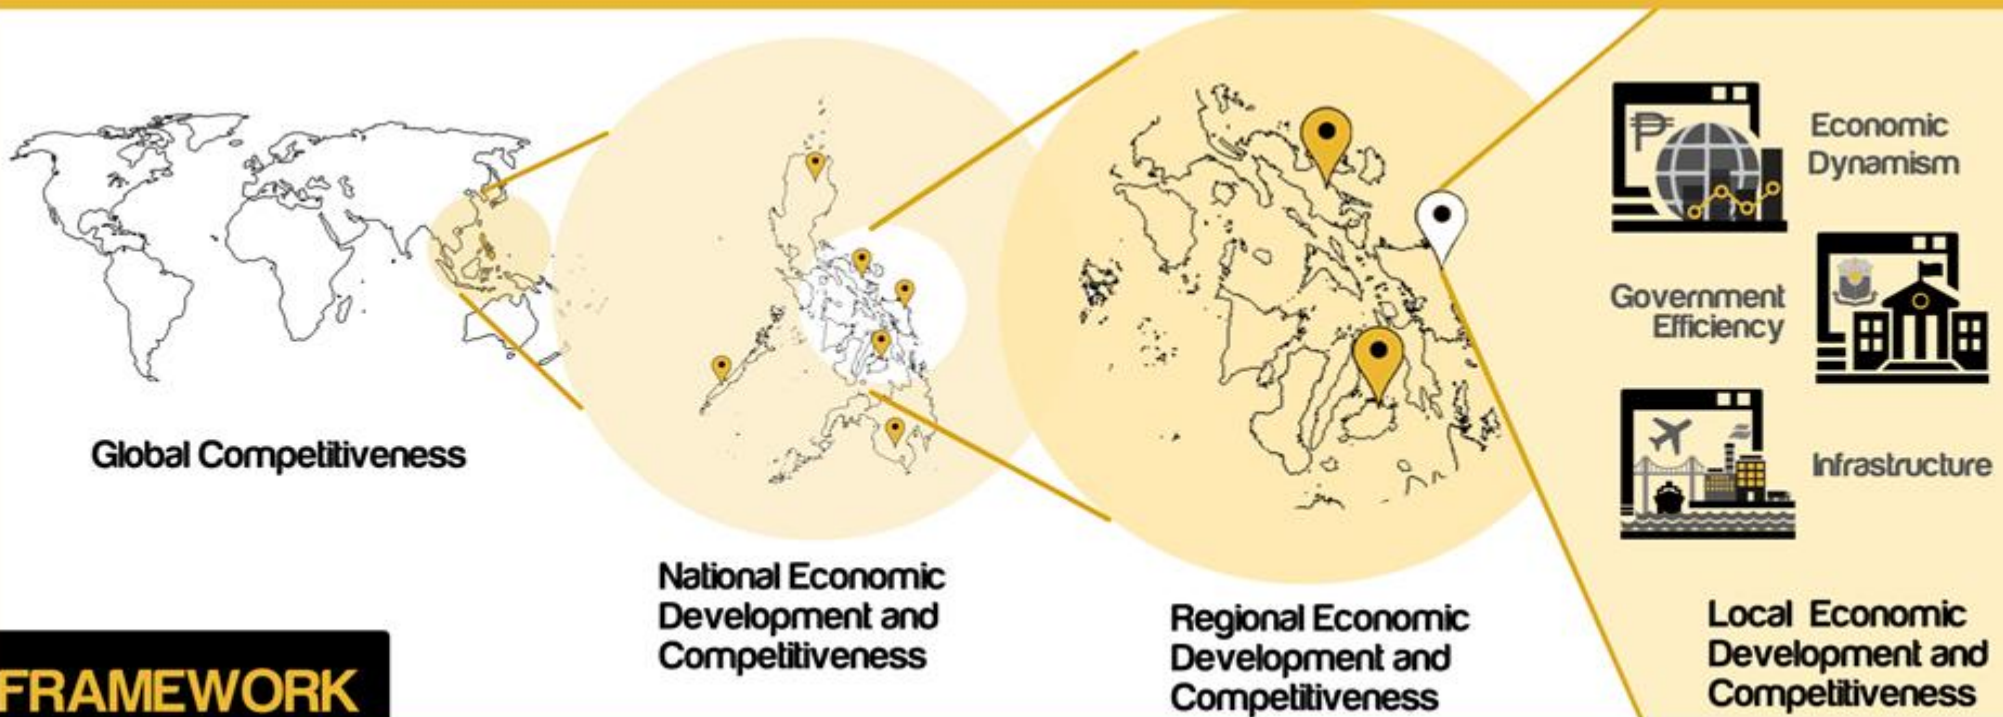 Global Competitiveness
National Economic
Development and
Competitiveness
Regional Economic
Development and
Competitiveness
Economic
Dynamism
Government
Efficiency
Infrastructure
Local Economic
Development and
Competitiveness
FRAMEWORK